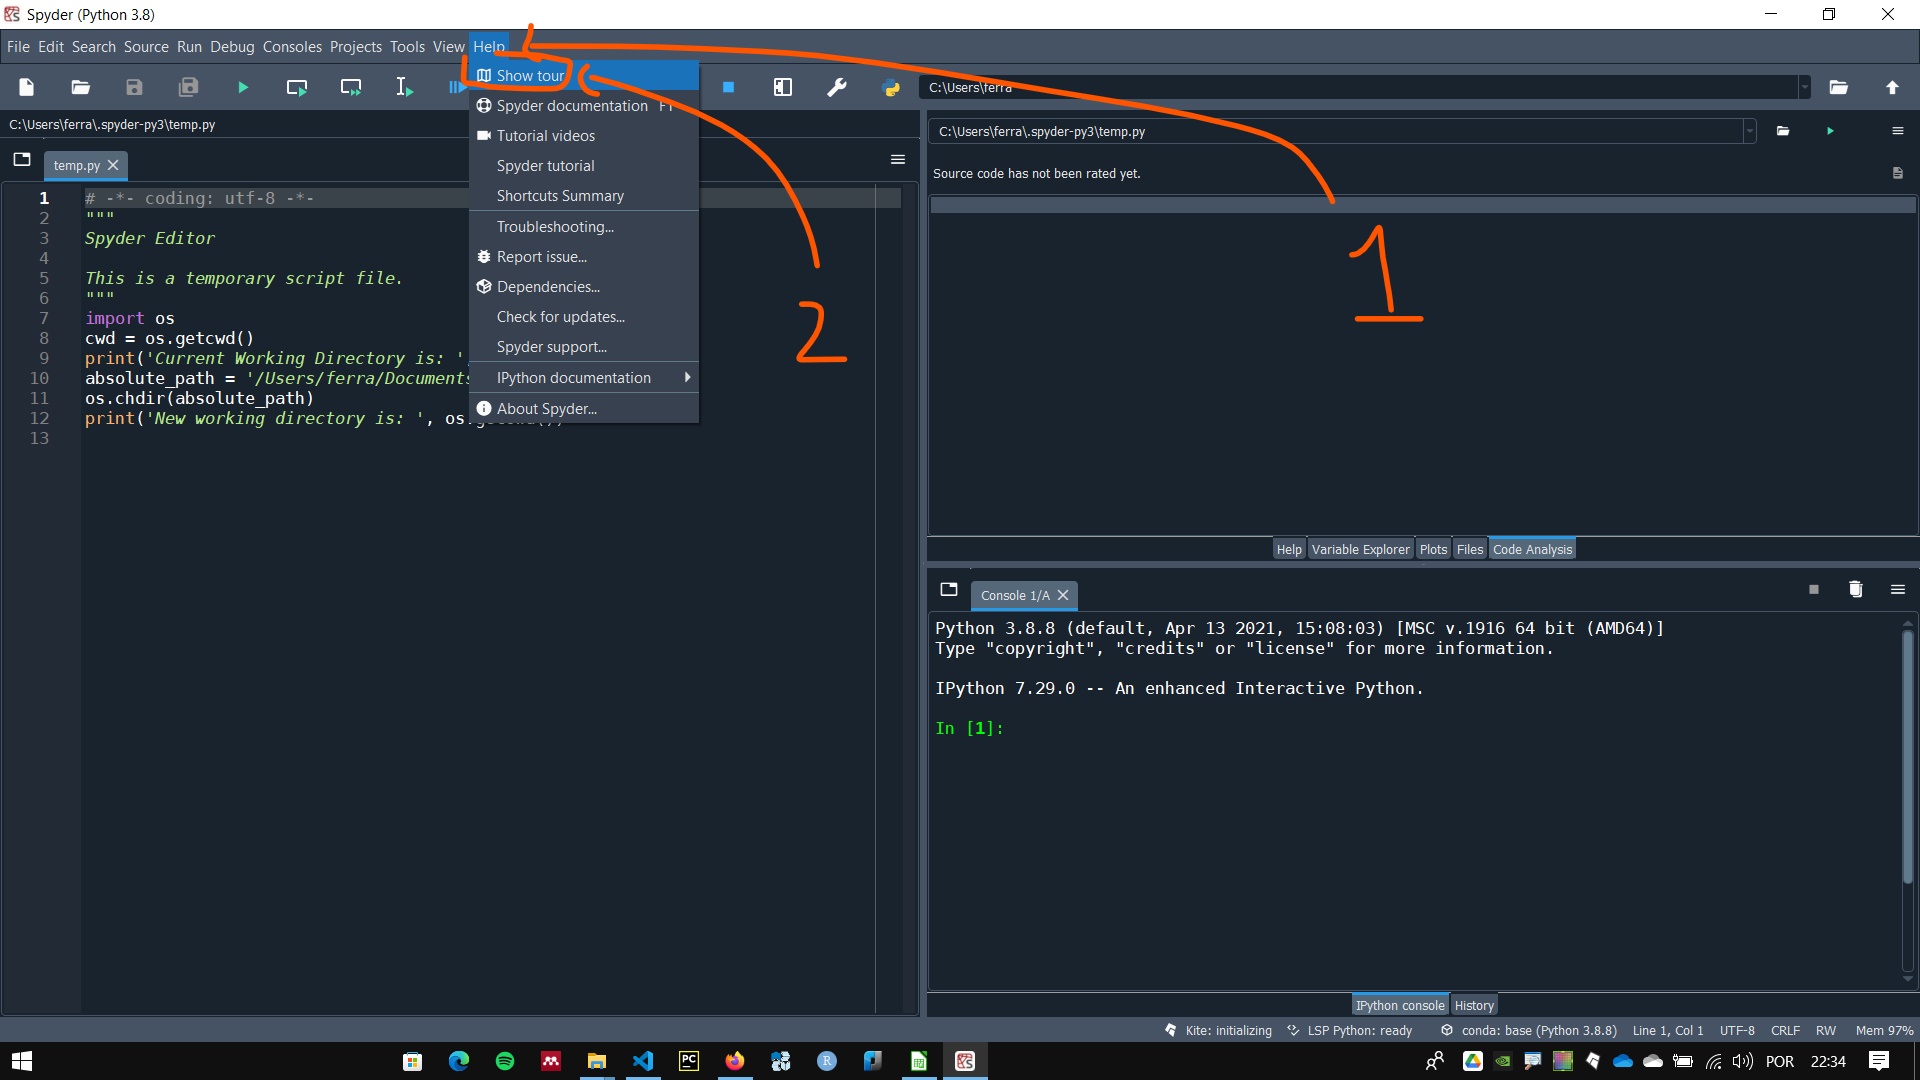 Spyder (Python 3.8)
File Edit Search Source Run Debug Consoles Projects Tools View Help
Show tour
C:\Users\ferra
Spyder documentation
C:\Users\ferra\.spyder-py3\temp.py
C:\Users\ferra\.spyder-py3\temp.py
Tutorial videos
temp.py
Spyder tutorial
Source code has not been rated yet.
Shortcuts Summary
Troubleshooting...
Report issue...
Dependencies...
Check for updates...
Spyder support...
IPython documentation
About Spyder...
1 # -*- coding: utf-8 -*-
2 """
3 Spyder Editor
4
5 This is a temporary script file.
6 """
7 import os
8 cwd = os.getcwd()
9 print('Current Working Directory is: '
10 absolute_path = '/Users/ferra/Documents
11 os.chdir(absolute_path)
12 print('New working directory is: ', os.
13
1
2
Help Variable Explorer Plots Files Code Analysis
Console 1/A
Python 3.8.8 (default, Apr 13 2021, 15:08:03) [MSC v.1916 64 bit (AMD64)]
Type "copyright", "credits" or "license" for more information.
IPython 7.29.0 -- An enhanced Interactive Python.
In [1]:
IPython console History
Kite: initializing LSP Python: ready conda: base (Python 3.8.8) Line 1, Col 1 UTF-8 CRLF RW Mem 97%
PC R POR 22:34